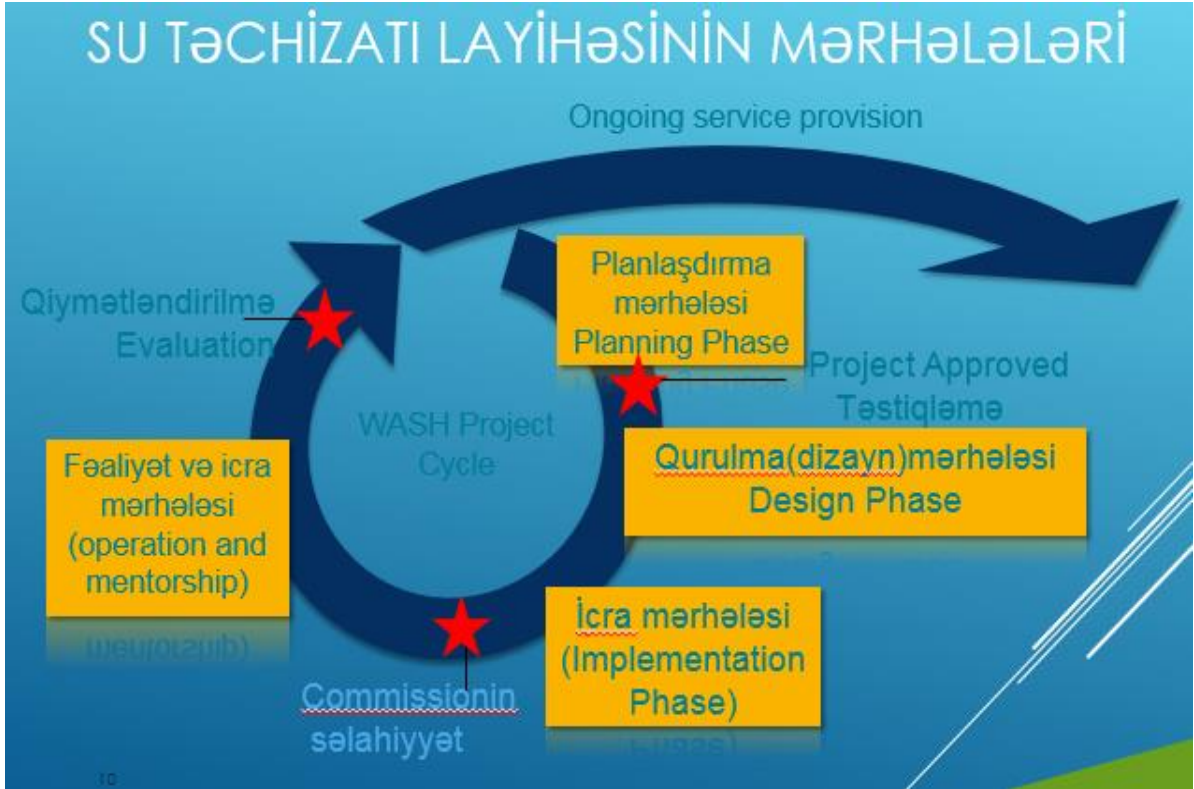 SU TƏCHİZATI LAYİHƏSİNİN MƏRHƏLƏLƏRİ
Ongoing service provision
Planlaşdırma
mərhələsi
Planning Phase
Qiymətləndirilmə
Evaluation
Project Approved
Təstiqləmə
WASH Project
Cycle
Qurulma(dizayn)mərhələsi
Design Phase
Fəaliyət və icra
mərhələsi
(operation and
mentorship)
İcra mərhələsi
(Implementation
Phase)
Commissionin
səlahiyyət
10